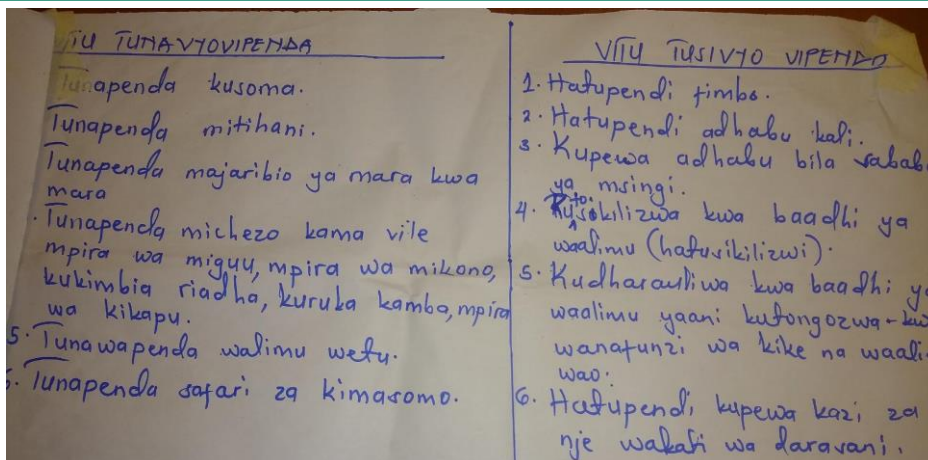 VITU TUNAVYOVIPENDA
Tunapenda kusoma.
Tunapenda mitihani.
Tunapenda majaribio ya mara kwa
mara
Tunapenda michezo kama vile
mpira wa miguu, mpira wa mikono,
kukimbia riadha, kuruka kamba, mpira
wa kikapu.
5. Tunawapenda walimu wetu.
6. Tunapenda safari za kimasomo.
VITU TUSIVYO VIPENDA
1. Hatupendi fimbo.
2. Hatupendi adhabu kali.
3. Kupewa adhabu bila sabab
ya msingi.
4. Kutosikilizwa kwa baadhi ya
waalimu (hatusikilizwi).
5. Kudharauliwa kwa baadhi ya
waalimu yaani kutongozwa - kw
wanafunzi wa kike na waali
wao.
6. Hatupendi kupewa kazi za
nje wakati wa darasani.